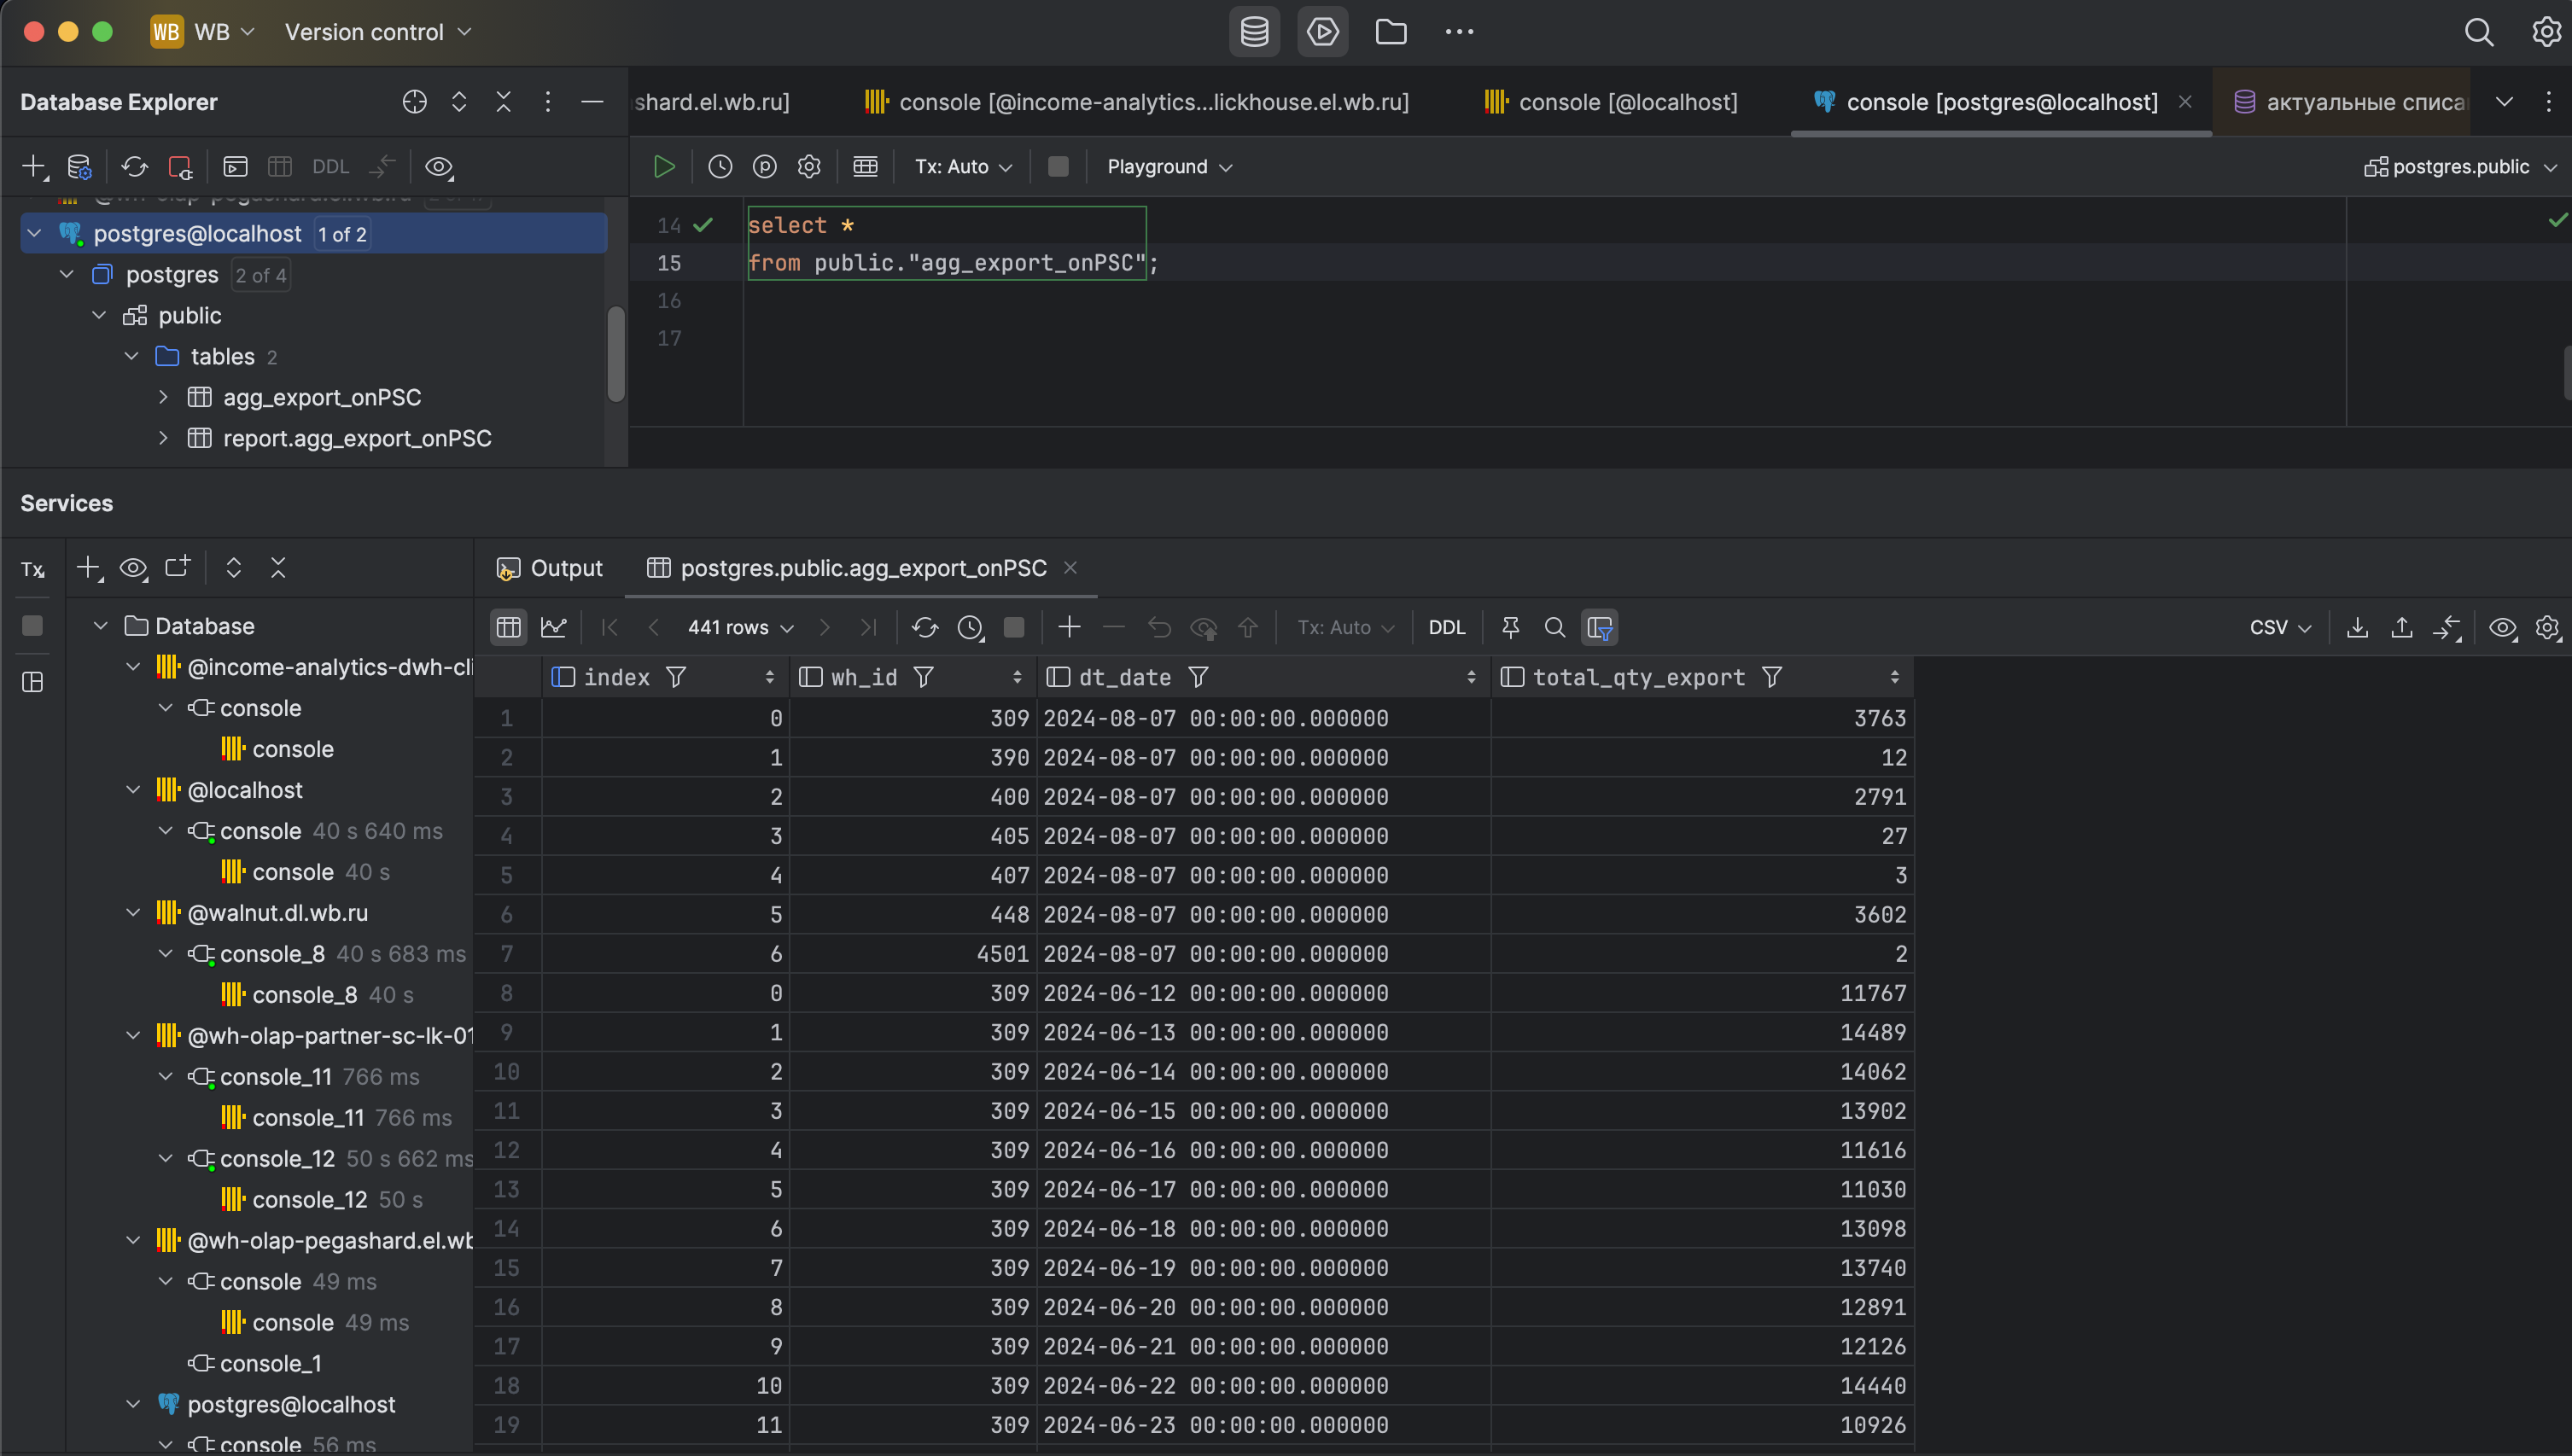 WB WB Version control
Database Explorer
shard.el.wb.ru] console [@income-analytics...lickhouse.el.wb.ru] console [@localhost] console [postgres@localhost] актуальные списа
DDL
Tx: Auto Playground postgres.public
postgres@localhost 1 of 2
postgres 2 of 4
public
tables 2
agg_export_onPSC
report.agg_export_onPSC
14 select *
15 from public."agg_export_onPSC";
16
17
Services
Tx
Output postgres.public.agg_export_onPSC
441 rows Tx: Auto DDL CSV
Database
@income-analytics-dwh-cli
console
console
@localhost
console 40 s 640 ms
console 40 s
@walnut.dl.wb.ru
console_8 40 s 683 ms
console_8 40 s
@wh-olap-partner-sc-lk-01
console_11 766 ms
console_11 766 ms
console_12 50 s 662 ms
console_12 50 s
@wh-olap-pegashard.el.wb
console 49 ms
console 49 ms
console_1
postgres@localhost
console 56 ms
index wh_id dt_date total_qty_export
1 0 309 2024-08-07 00:00:00.000000 3763
2 1 390 2024-08-07 00:00:00.000000 12
3 2 400 2024-08-07 00:00:00.000000 2791
4 3 405 2024-08-07 00:00:00.000000 27
5 4 407 2024-08-07 00:00:00.000000 3
6 5 448 2024-08-07 00:00:00.000000 3602
7 6 4501 2024-08-07 00:00:00.000000 2
8 0 309 2024-06-12 00:00:00.000000 11767
9 1 309 2024-06-13 00:00:00.000000 14489
10 2 309 2024-06-14 00:00:00.000000 14062
11 3 309 2024-06-15 00:00:00.000000 13902
12 4 309 2024-06-16 00:00:00.000000 11616
13 5 309 2024-06-17 00:00:00.000000 11030
14 6 309 2024-06-18 00:00:00.000000 13098
15 7 309 2024-06-19 00:00:00.000000 13740
16 8 309 2024-06-20 00:00:00.000000 12891
17 9 309 2024-06-21 00:00:00.000000 12126
18 10 309 2024-06-22 00:00:00.000000 14440
19 11 309 2024-06-23 00:00:00.000000 10926